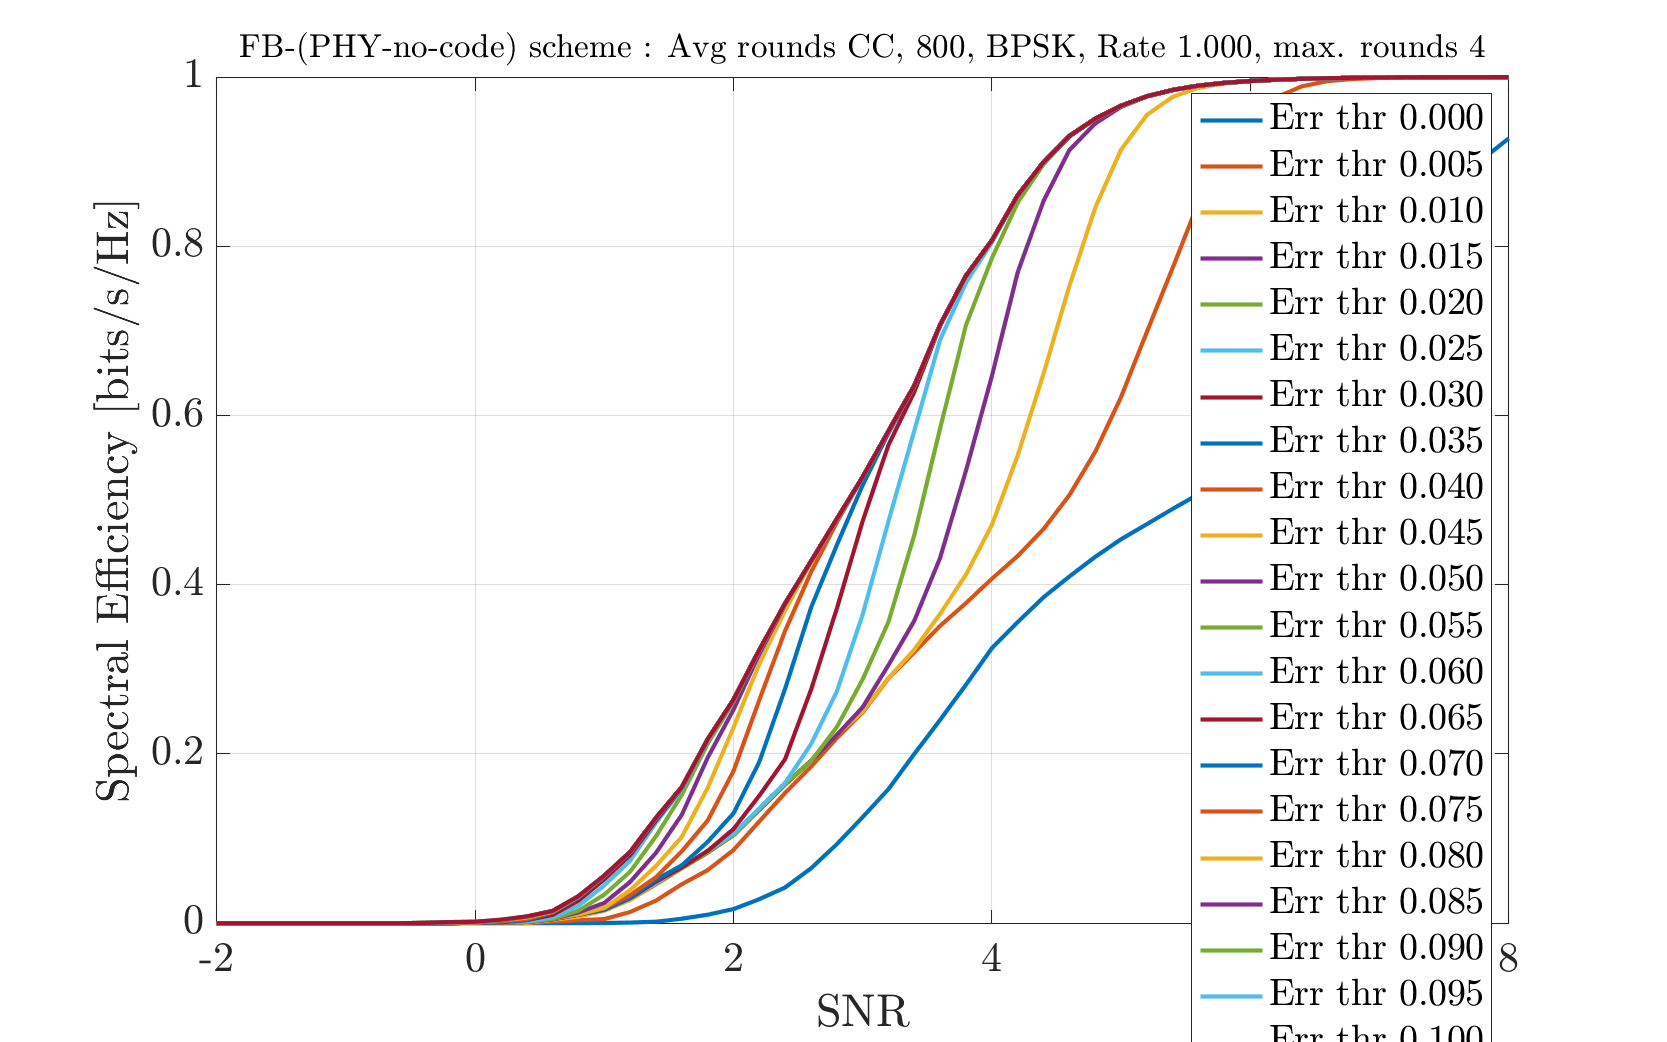 FB-(PHY-no-code) scheme : Avg rounds CC, 800, BPSK, Rate 1.000, max. rounds 4
1
0.8
0.6
0.4
0.2
0
Spectral Efficiency [bits/s/Hz]
-2 0 2 4 8
SNR
Err thr 0.000
Err thr 0.005
Err thr 0.010
Err thr 0.015
Err thr 0.020
Err thr 0.025
Err thr 0.030
Err thr 0.035
Err thr 0.040
Err thr 0.045
Err thr 0.050
Err thr 0.055
Err thr 0.060
Err thr 0.065
Err thr 0.070
Err thr 0.075
Err thr 0.080
Err thr 0.085
Err thr 0.090
Err thr 0.095
Err thr 0.100